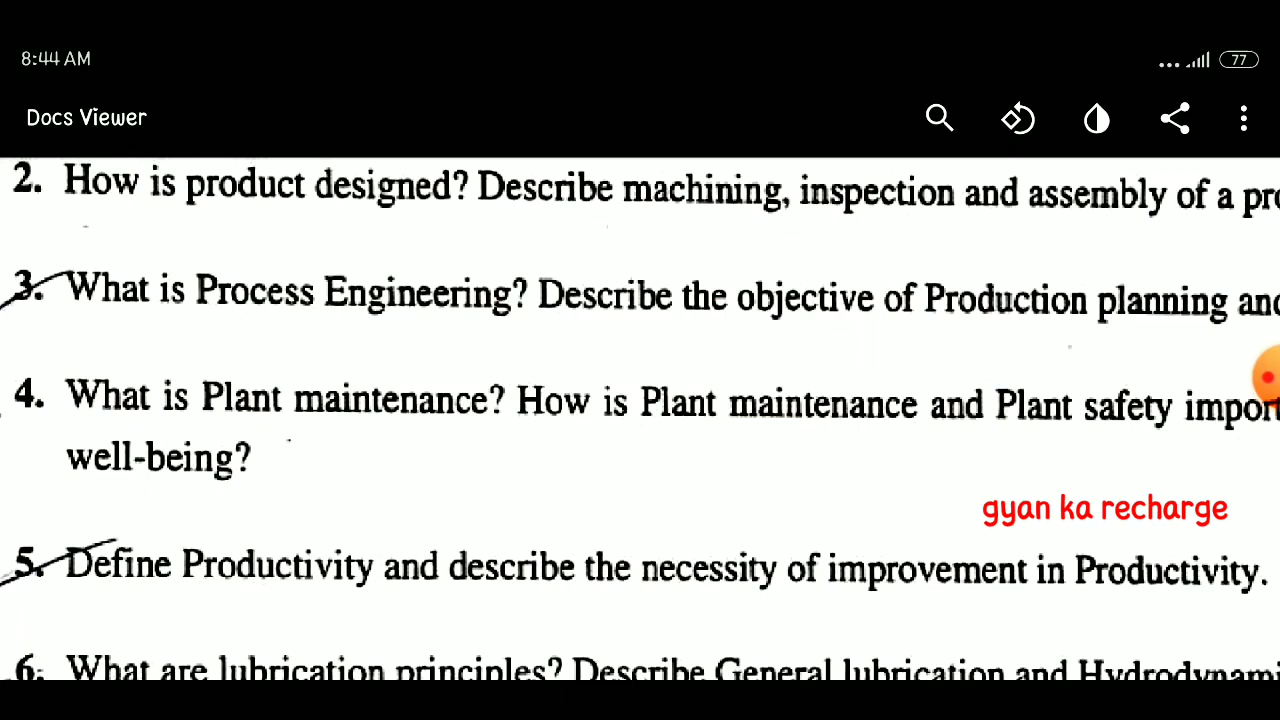 8:44 AM
77
Docs Viewer
2. How is product designed? Describe machining, inspection and assembly of a
3. What is Process Engineering? Describe the objective of Production planning
4. What is Plant maintenance? How is Plant maintenance and Plant safety
well-being?
gyan ka recharge
5. Define Productivity and describe the necessity of improvement in Productivity.
6. What are lubrication principles? Describe General lubrication and